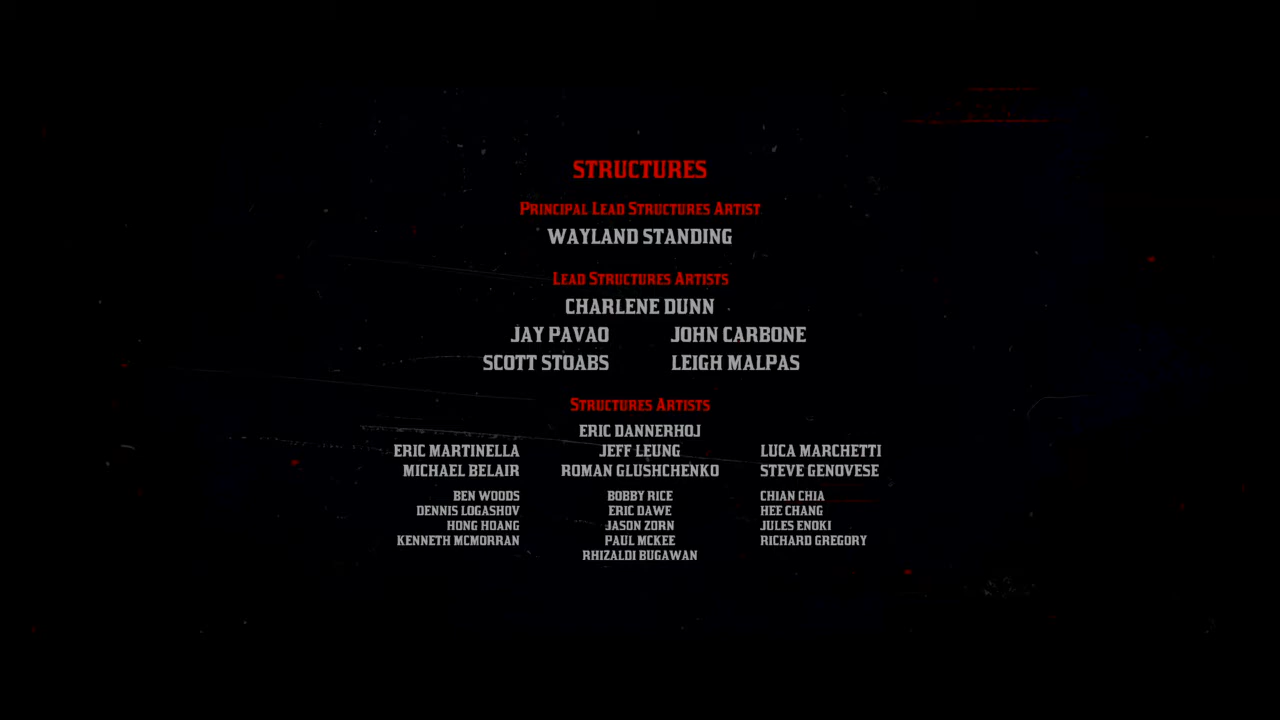 STRUCTURES
PRINCIPAL LEAD STRUCTURES ARTIST
WAYLAND STANDING
LEAD STRUCTURES ARTISTS
CHARLENE DUNN
JAY PAVAO JOHN CARBONE
SCOTT STOABS LEIGH MALPAS
STRUCTURES ARTISTS
ERIC DANNERHOJ
ERIC MARTINELLA JEFF LEUNG LUCA MARCHETTI
MICHAEL BELAIR ROMAN GLUSHCHENKO STEVE GENOVESE
BEN WOODS BOBBY RICE CHIAN CHIA
DENNIS LOGASHOV ERIC DAWE HEE CHANG
HONG HOANG JASON ZORN JULES ENOKI
KENNETH MCMORRAN PAUL MCKEE RICHARD GREGORY
RHIZALDI BUGAWAN